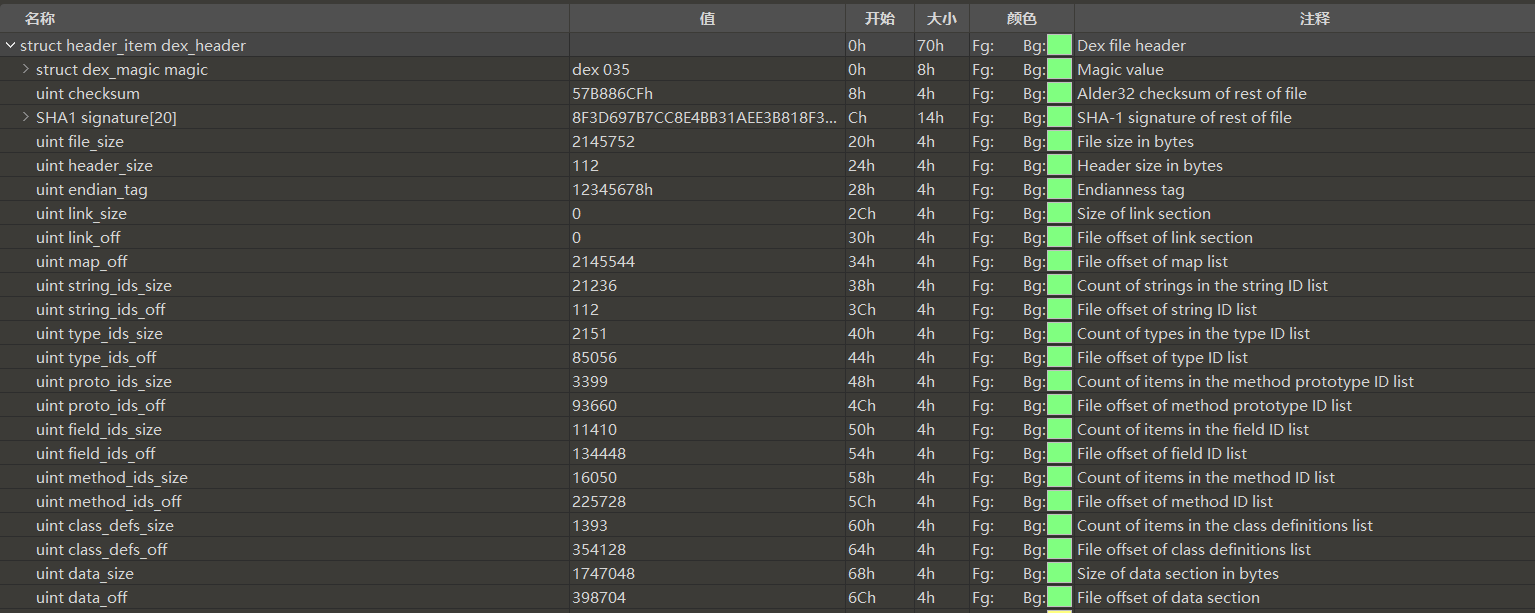 名称 值 开始 大小 颜色 注释
struct header_item dex_header 0h 70h Fg: Bg: Dex file header
struct dex_magic magic dex 035 0h 8h Fg: Bg: Magic value
uint checksum 57B886CFh 8h 4h Fg: Bg: Alder32 checksum of rest of file
SHA1 signature[20] 8F3D697B7CC8E4BB31AEE3B818F3... Ch 14h Fg: Bg: SHA-1 signature of rest of file
uint file_size 2145752 20h 4h Fg: Bg: File size in bytes
uint header_size 112 24h 4h Fg: Bg: Header size in bytes
uint endian_tag 12345678h 28h 4h Fg: Bg: Endianness tag
uint link_size 0 2Ch 4h Fg: Bg: Size of link section
uint link_off 0 30h 4h Fg: Bg: File offset of link section
uint map_off 2145544 34h 4h Fg: Bg: File offset of map list
uint string_ids_size 21236 38h 4h Fg: Bg: Count of strings in the string ID list
uint string_ids_off 112 3Ch 4h Fg: Bg: File offset of string ID list
uint type_ids_size 2151 40h 4h Fg: Bg: Count of types in the type ID list
uint type_ids_off 85056 44h 4h Fg: Bg: File offset of type ID list
uint proto_ids_size 3399 48h 4h Fg: Bg: Count of items in the method prototype ID list
uint proto_ids_off 93660 4Ch 4h Fg: Bg: File offset of method prototype ID list
uint field_ids_size 11410 50h 4h Fg: Bg: Count of items in the field ID list
uint field_ids_off 134448 54h 4h Fg: Bg: File offset of field ID list
uint method_ids_size 16050 58h 4h Fg: Bg: Count of items in the method ID list
uint method_ids_off 225728 5Ch 4h Fg: Bg: File offset of method ID list
uint class_defs_size 1393 60h 4h Fg: Bg: Count of items in the class definitions list
uint class_defs_off 354128 64h 4h Fg: Bg: File offset of class definitions list
uint data_size 1747048 68h 4h Fg: Bg: Size of data section in bytes
uint data_off 398704 6Ch 4h Fg: Bg: File offset of data section